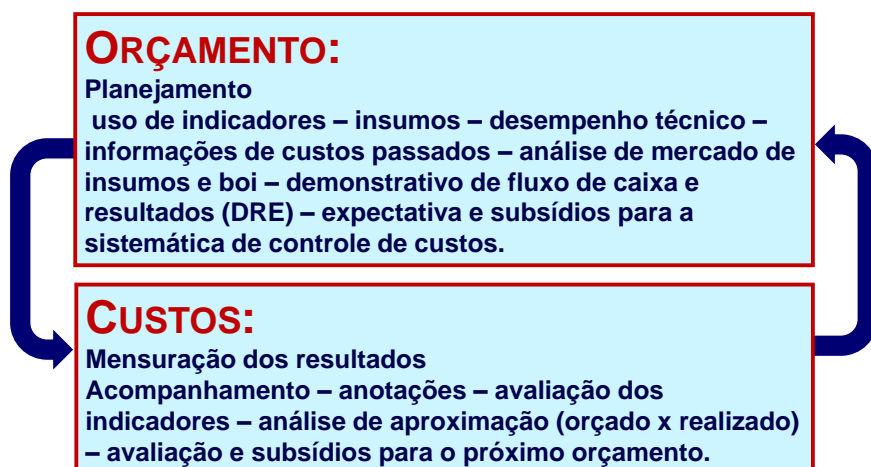 ORÇAMENTO:
Planejamento
uso de indicadores – insumos – desempenho técnico –
informações de custos passados – análise de mercado de
insumos e boi – demonstrativo de fluxo de caixa e
resultados (DRE) – expectativa e subsídios para a
sistemática de controle de custos.
CUSTOS:
Mensuração dos resultados
Acompanhamento – anotações – avaliação dos
indicadores – análise de aproximação (orçado x realizado)
– avaliação e subsídios para o próximo orçamento.